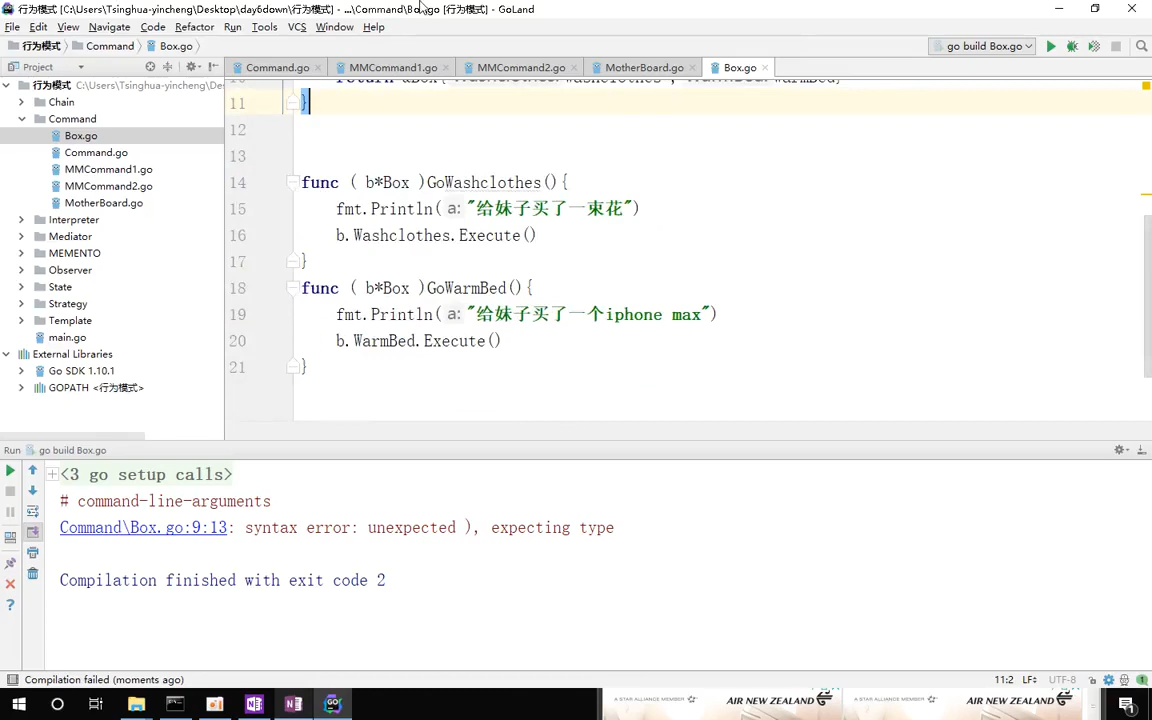 行为模式 [C:\Users\Tsinghua-yincheng\Desktop\day6down\行为模式] - ...\Command\Box.go [行为模式] - GoLand
File Edit View Navigate Code Refactor Run Tools VCS Window Help
行为模式 Command Box.go go build Box.go
Project Command.go MMCommand1.go MMCommand2.go MotherBoard.go Box.go
行为模式 C:\Users\Tsinghua-yincheng\Des
Chain
Command
Box.go
Command.go
MMCommand1.go
MMCommand2.go
MotherBoard.go
Interpreter
Mediator
MEMENTO
Observer
State
Strategy
Template
main.go
External Libraries
Go SDK 1.10.1
GOPATH <行为模式>
11 }
12
13
14 func ( b*Box )GoWashclothes(){
15 fmt.Println( a: "给妹子买了一束花")
16 b.Washclothes.Execute()
17 }
18 func ( b*Box )GoWarmBed(){
19 fmt.Println( a: "给妹子买了一个iphone max")
20 b.WarmBed.Execute()
21 }
Run go build Box.go
<3 go setup calls>
# command-line-arguments
Command\Box.go:9:13: syntax error: unexpected ), expecting type
Compilation finished with exit code 2
Compilation failed (moments ago) 11:2 LF÷ UTF-8
A STAR ALLIANCE MEMBER AIR NEW ZEALAND A STAR ALLIANCE MEMBER AIR NEW ZEALAND